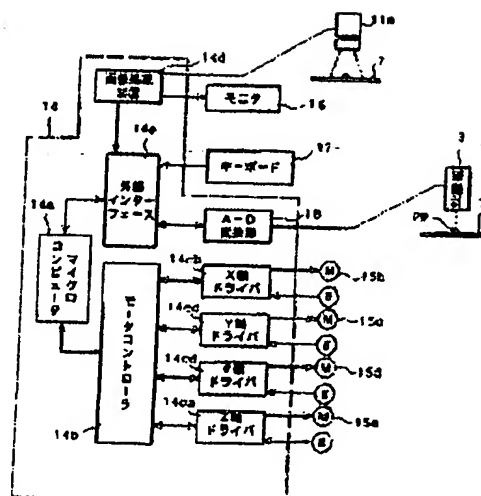 11a
14d
画像処理
装置
7
14
モニタ
16
14e
キーボード
17
3
外部
インター
フェース
14a
A-D
変換器
18
PP
マイクロ
コンピュータ
14cb
X軸
ドライバ
M
15b
E
Y軸
ドライバ
M
15a
E
モータコントローラ
14cd
θ軸
ドライバ
M
15d
E
14ca
Z軸
ドライバ
M
E
14b